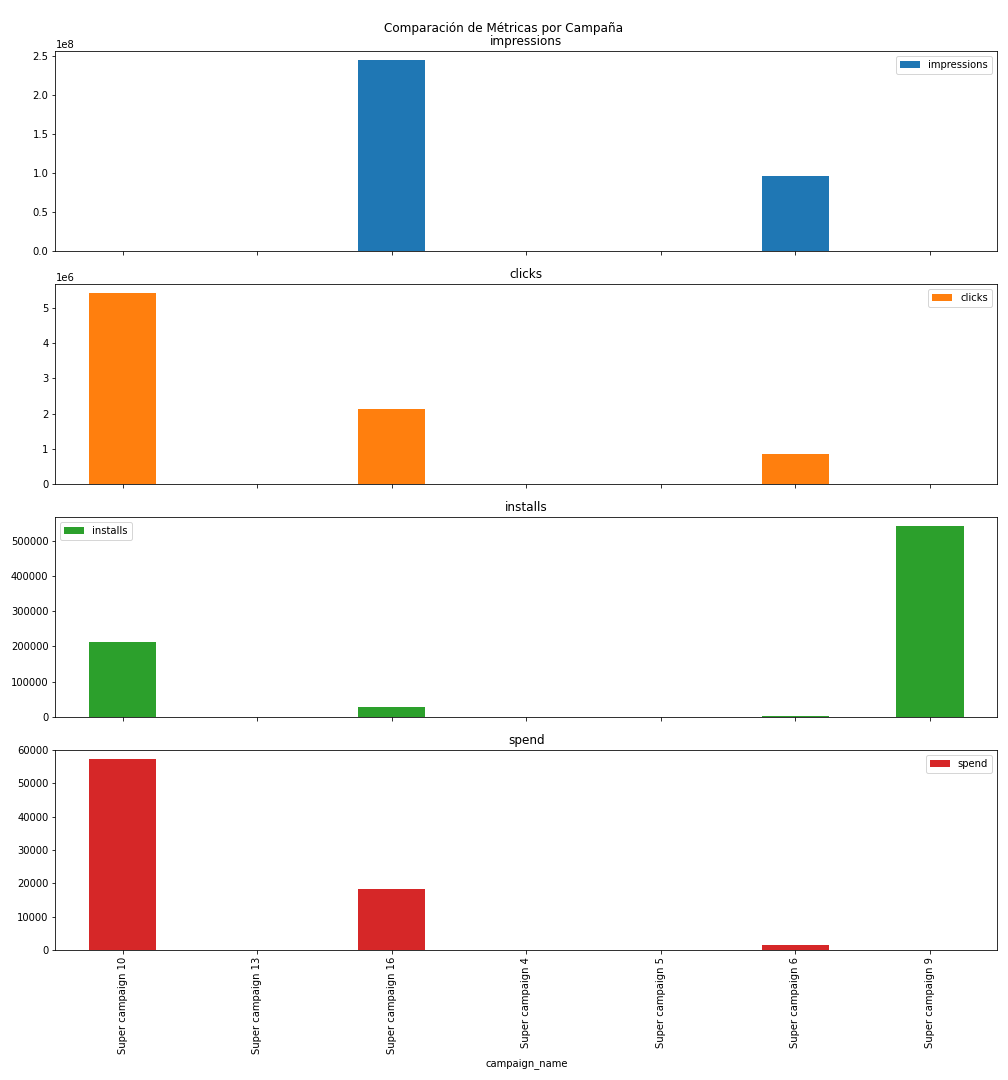 Comparación de Métricas por Campaña
impressions
1e8
2.5
2.0
1.5
1.0
0.5
0.0
impressions
clicks
1e6
5
4
3
2
1
0
clicks
installs
500000
400000
300000
200000
100000
0
installs
spend
60000
50000
40000
30000
20000
10000
0
spend
Super campaign 10
Super campaign 13
Super campaign 16
Super campaign 4
Super campaign 5
Super campaign 6
Super campaign 9
campaign_name